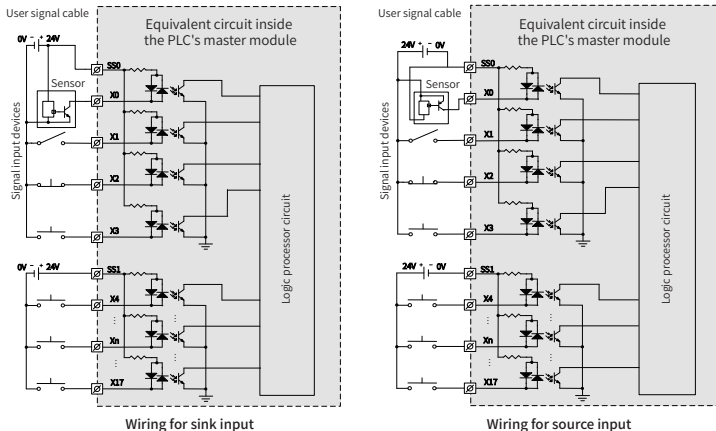 User signal cable
0V - + 24V
Equivalent circuit inside
the PLC's master module
SS0
Sensor
X0
X1
X2
X3
Signal input devices
Logic processor circuit
0V - + 24V
SS1
X4
Xn
X17
Wiring for sink input
User signal cable
24V + - 0V
Equivalent circuit inside
the PLC's master module
SS0
Sensor
X0
X1
X2
X3
Signal input devices
Logic processor circuit
24V + - 0V
SS1
X4
Xn
X17
Wiring for source input